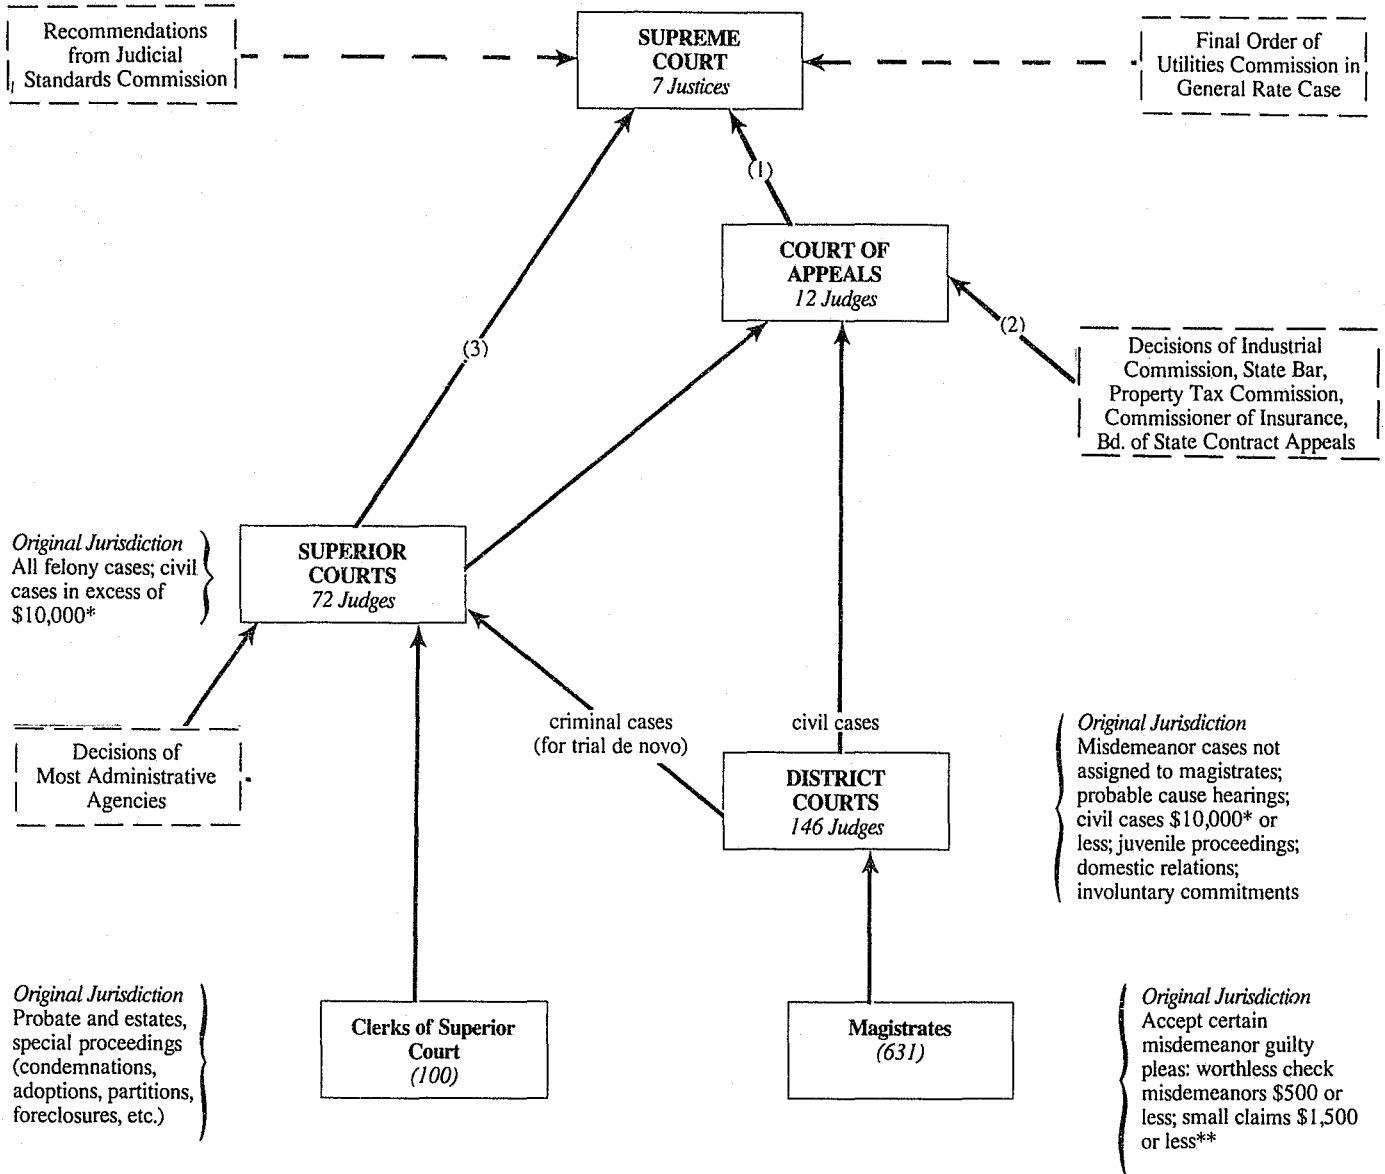 Recommendations
from Judicial
Standards Commission
SUPREME
COURT
7 Justices
Final Order of
Utilities Commission in
General Rate Case
(1)
COURT OF
APPEALS
12 Judges
(2)
Decisions of Industrial
Commission, State Bar,
Property Tax Commission,
Commissioner of Insurance,
Bd. of State Contract Appeals
(3)
Original Jurisdiction
All felony cases; civil
cases in excess of
$10,000*
SUPERIOR
COURTS
72 Judges
Decisions of
Most Administrative
Agencies
criminal cases
(for trial de novo)
civil cases
DISTRICT
COURTS
146 Judges
Original Jurisdiction
Misdemeanor cases not
assigned to magistrates;
probable cause hearings;
civil cases $10,000* or
less; juvenile proceedings;
domestic relations;
involuntary commitments
Original Jurisdiction
Probate and estates,
special proceedings
(condemnations,
adoptions, partitions,
foreclosures, etc.)
Clerks of Superior
Court
(100)
Magistrates
(631)
Original Jurisdiction
Accept certain
misdemeanor guilty
pleas: worthless check
misdemeanors $500 or
less; small claims $1,500
or less**